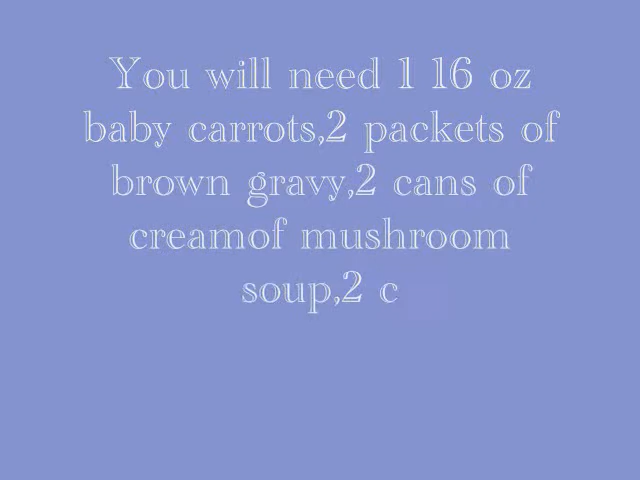 You will need 1 16 oz
baby carrots,2 packets of
brown gravy,2 cans of
creamof mushroom
soup,2 c